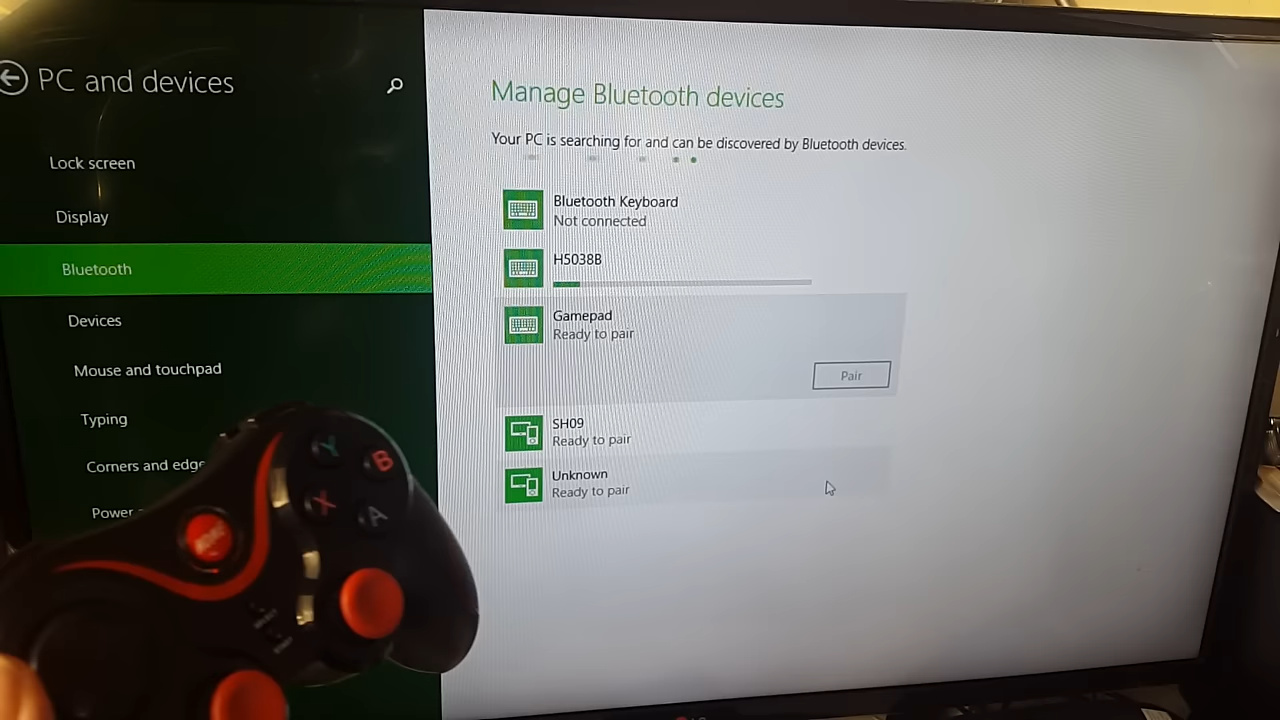 PC and devices
Lock screen
Display
Bluetooth
Devices
Mouse and touchpad
Typing
Corners and edge
Power
Manage Bluetooth devices
Your PC is searching for and can be discovered by Bluetooth devices.
Bluetooth Keyboard
Not connected
H5038B
Gamepad
Ready to pair
Pair
SH09
Ready to pair
Unknown
Ready to pair
Y
B
X
A